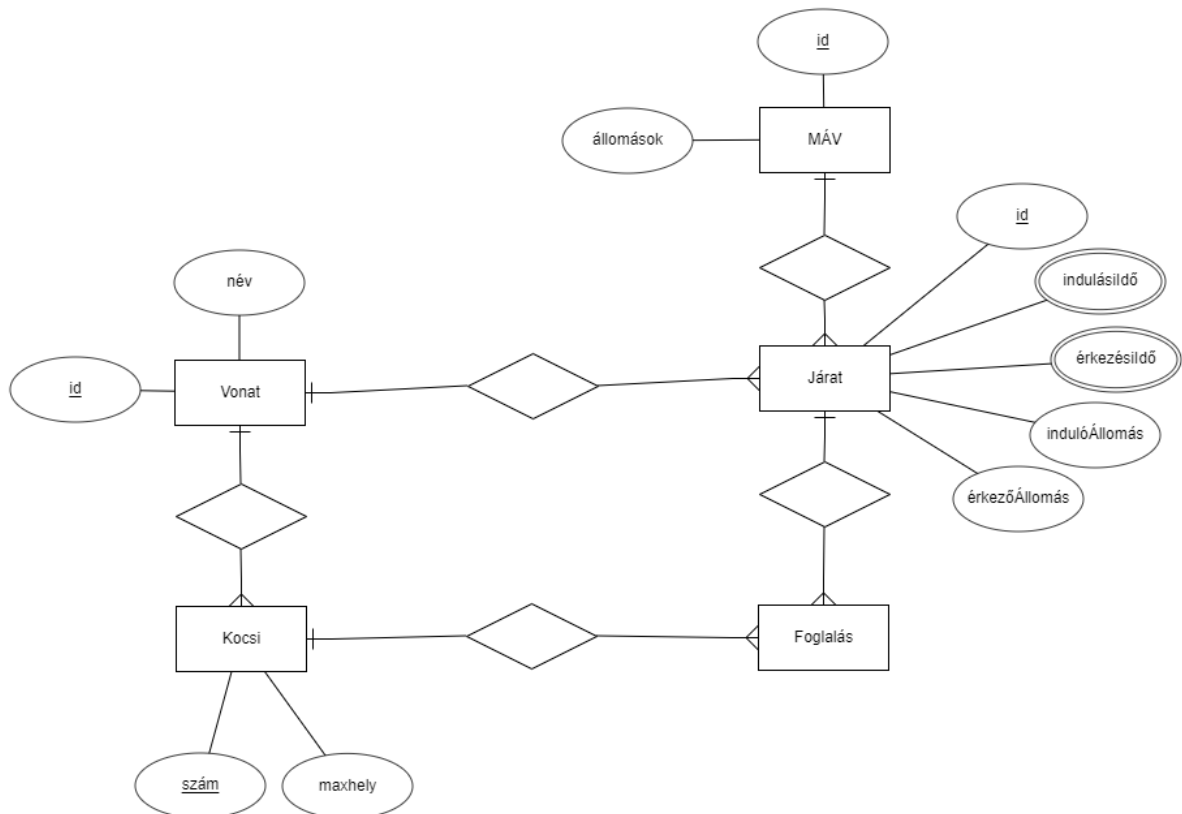 id
állomások
MÁV
id
indulásiIdő
név
érkezésiIdő
Járat
id
Vonat
indulóÁllomás
érkezőÁllomás
Kocsi
Foglalás
szám
maxhely